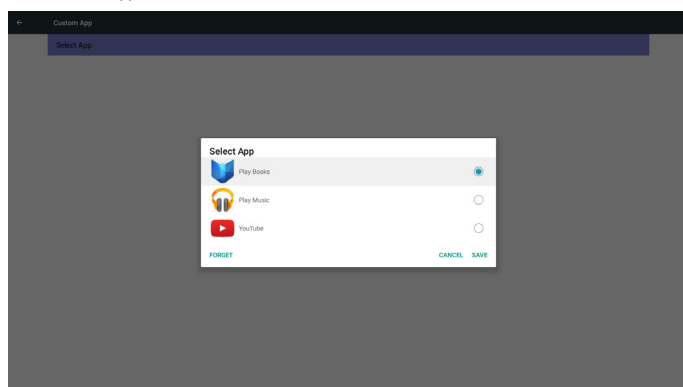 Custom App
Select App
Select App
Play Books
Play Music
YouTube
FORGET CANCEL SAVE